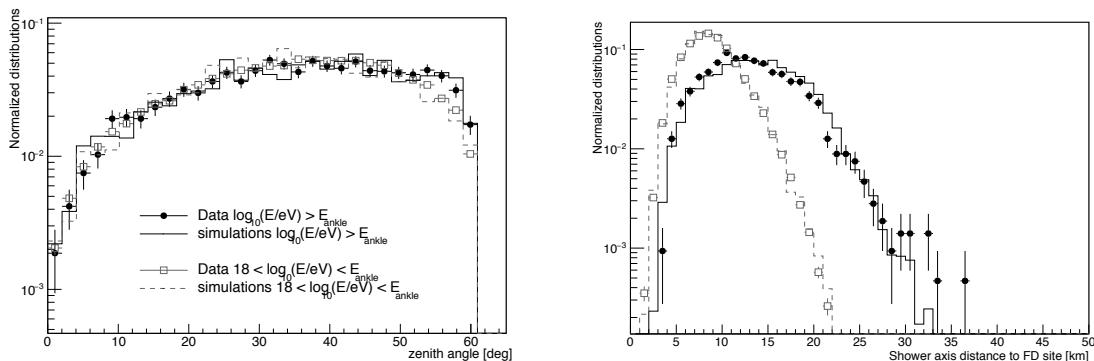 Normalized distributions
10⁻¹
10⁻²
10⁻³
Data log₁₀(E/eV) > E_ankle
simulations log₁₀(E/eV) > E_ankle
Data 18 < log₁₀(E/eV) < E_ankle
simulations 18 < log₁₀(E/eV) < E_ankle
0 10 20 30 40 50 60
zenith angle [deg]
Normalized distributions
10⁻¹
10⁻²
10⁻³
0 5 10 15 20 25 30 35 40 45 50
Shower axis distance to FD site [km]